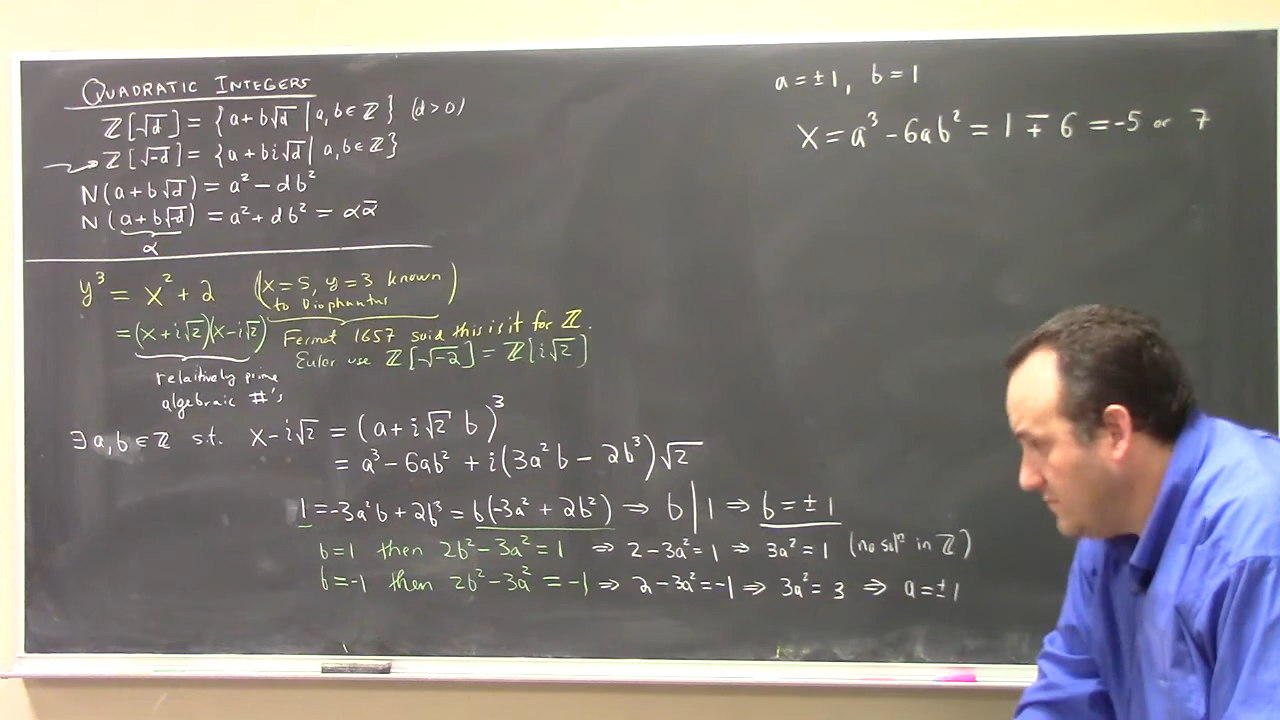 QUADRATIC INTEGERS
ℤ[√d] = {a+b√d | a,b∈ℤ} (d>0)
ℤ[√-d] = {a+bi√d | a,b∈ℤ}
N(a+b√d) = a² - db²
N(a+b√-d) = a²+db² = αᾱ
α
y³ = x² + 2 (x=5, y=3 known to Diophantus)
= (x+i√2)(x-i√2) Fermat 1657 said this is it for ℤ.
Euler use ℤ[√-2] = ℤ[i√2]
relatively prime
algebraic #'s
∃ a,b∈ℤ s.t. x-i√2 = (a+i√2 b)³
= a³-6ab² + i(3a²b - 2b³)√2
1 = -3a²b+2b³ = b(-3a²+2b²) ⇒ b|1 ⇒ b=±1
b=1 then 2b²-3a²=1 ⇒ 2-3a²=1 ⇒ 3a²=1 (no solⁿ in ℤ)
b=-1 then 2b²-3a²=-1 ⇒ 2-3a²=-1 ⇒ 3a²=3 ⇒ a=±1
a=±1, b=1
x = a³-6ab² = 1 ∓ 6 = -5 or 7